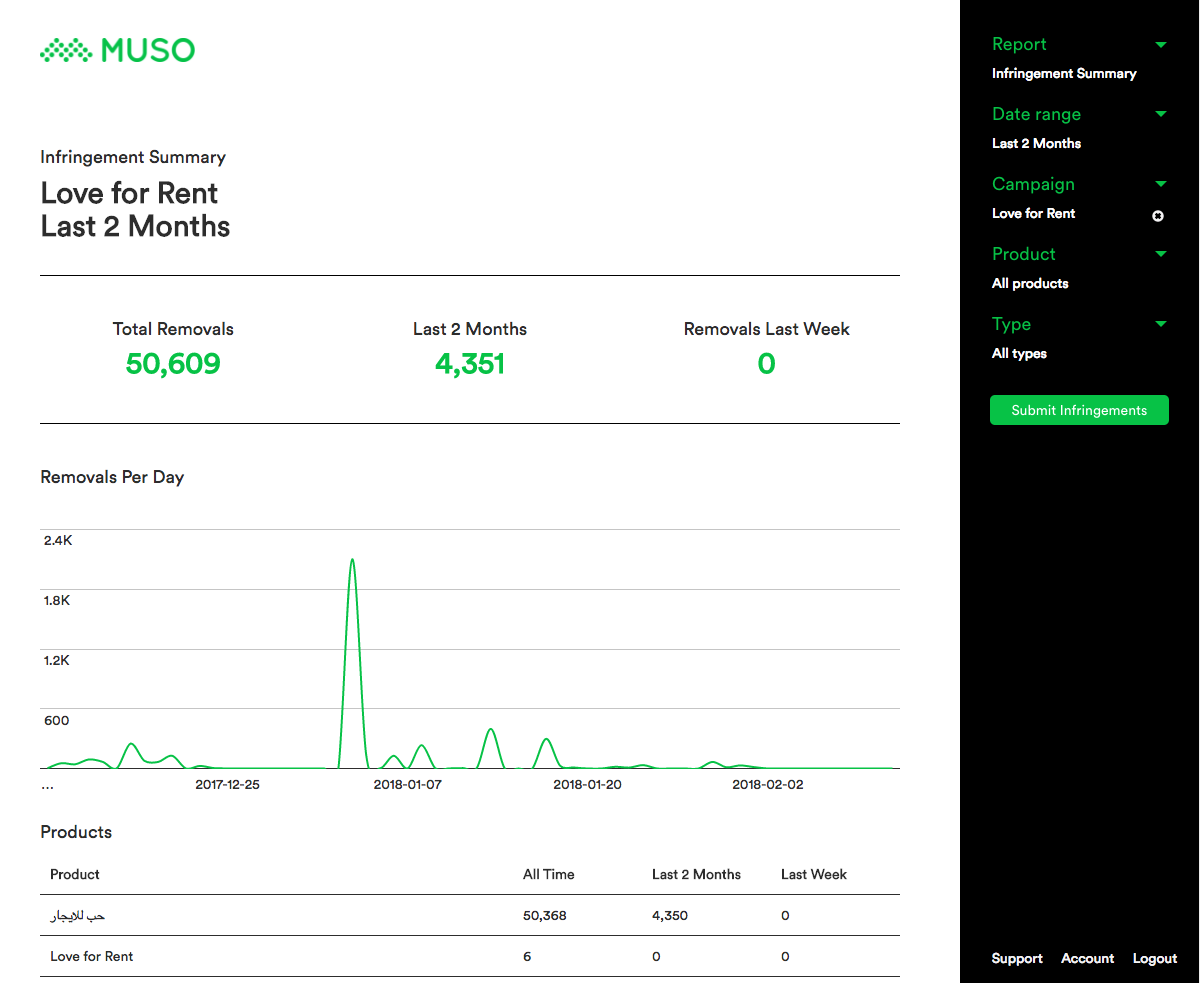 MUSO
Infringement Summary
Love for Rent
Last 2 Months
Total Removals
50,609
Last 2 Months
4,351
Removals Last Week
0
Removals Per Day
2.4K
1.8K
1.2K
600
... 2017-12-25 2018-01-07 2018-01-20 2018-02-02
Products
Product All Time Last 2 Months Last Week
حب للايجار 50,368 4,350 0
Love for Rent 6 0 0
Report
Infringement Summary
Date range
Last 2 Months
Campaign
Love for Rent
Product
All products
Type
All types
Submit Infringements
Support Account Logout